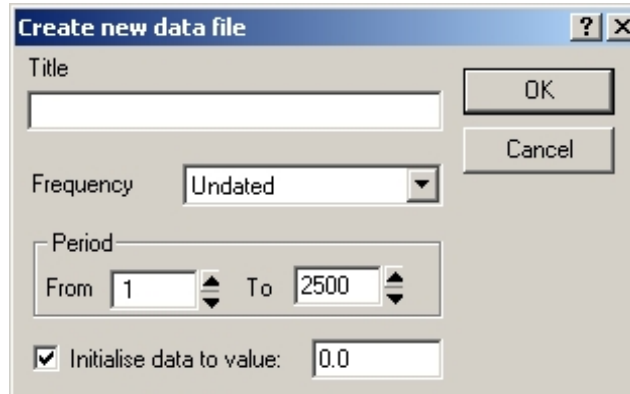 Create new data file
Title
OK
Cancel
Frequency Undated
Period
From 1 To 2500
Initialise data to value: 0.0